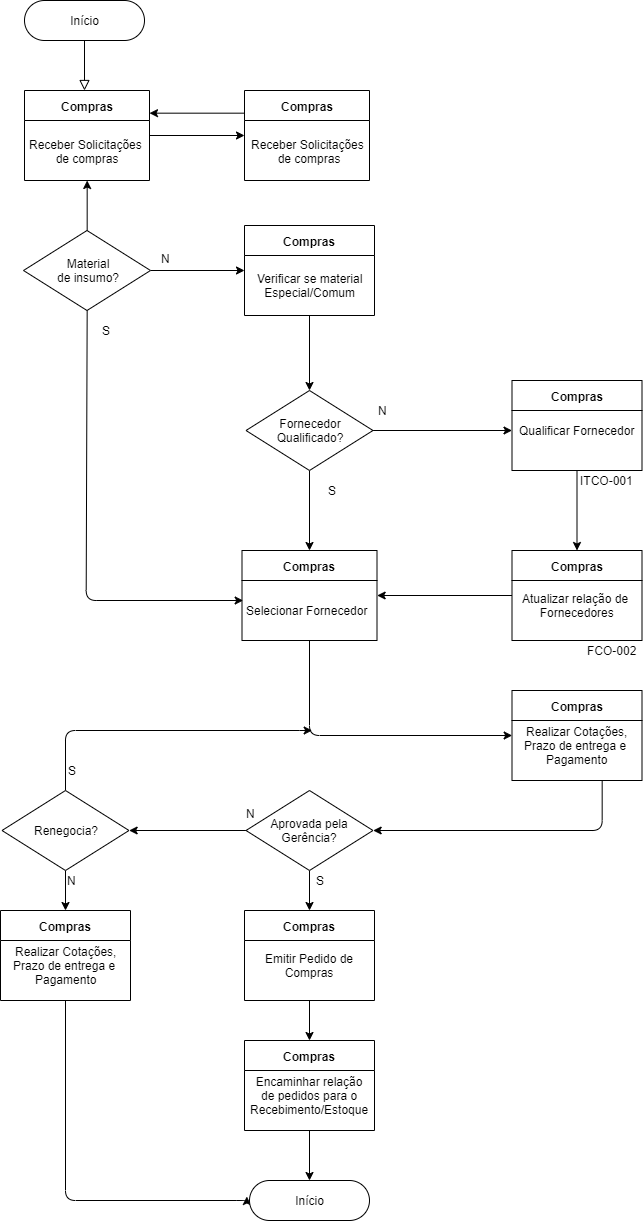 Início
Compras
Receber Solicitações
de compras
Compras
Receber Solicitações
de compras
Material
de insumo?
N
S
Compras
Verificar se material
Especial/Comum
Fornecedor
Qualificado?
N
S
Compras
Qualificar Fornecedor
ITCO-001
Compras
Selecionar Fornecedor
Compras
Atualizar relação de
Fornecedores
FCO-002
Compras
Realizar Cotações,
Prazo de entrega e
Pagamento
S
Renegocia?
N
N
Aprovada pela
Gerência?
S
Compras
Realizar Cotações,
Prazo de entrega e
Pagamento
Compras
Emitir Pedido de
Compras
Compras
Encaminhar relação
de pedidos para o
Recebimento/Estoque
Início